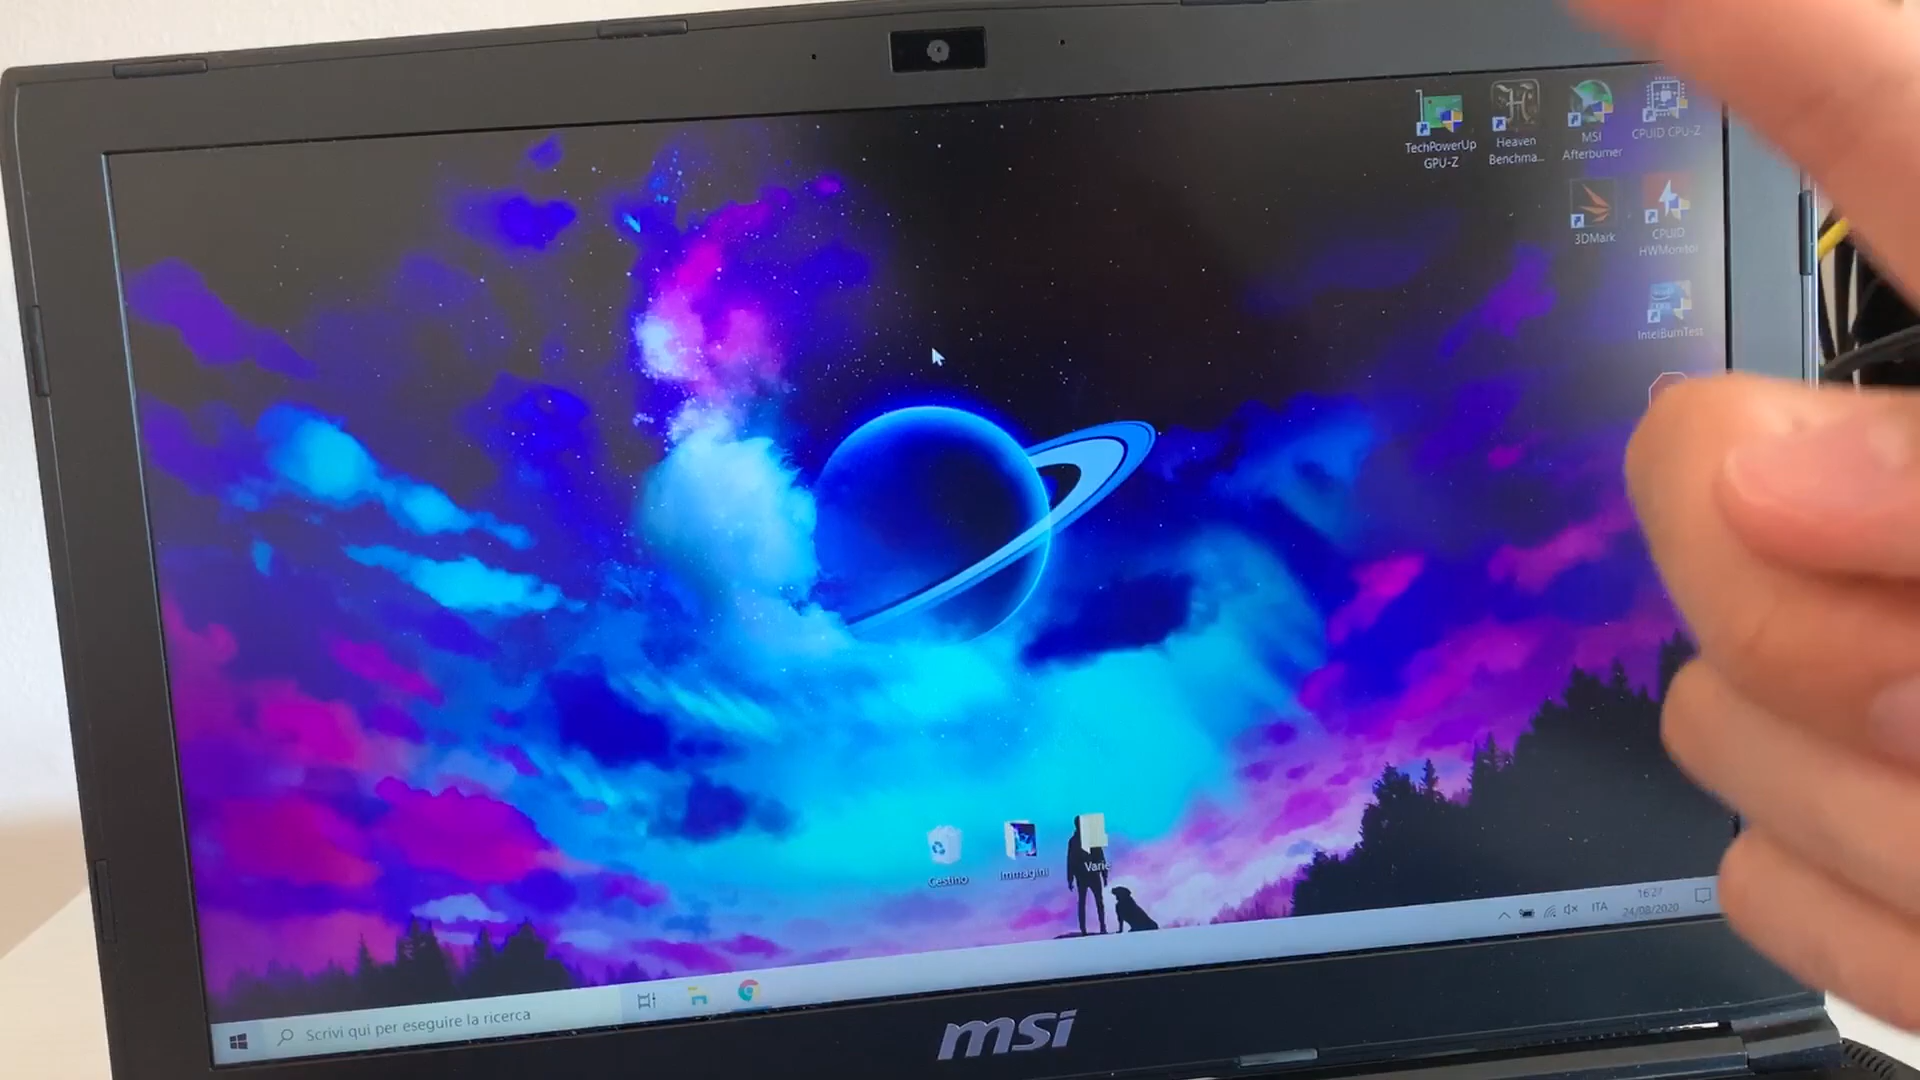 TechPowerUp
GPU-Z
Heaven
Benchma...
MSI
Afterburner
CPUID CPU-Z
3DMark
CPUID
HWMonitor
IntelBurnTest
Cestino
Immagini
Varie
16:27
ITA
24/08/2020
Scrivi qui per eseguire la ricerca
msi